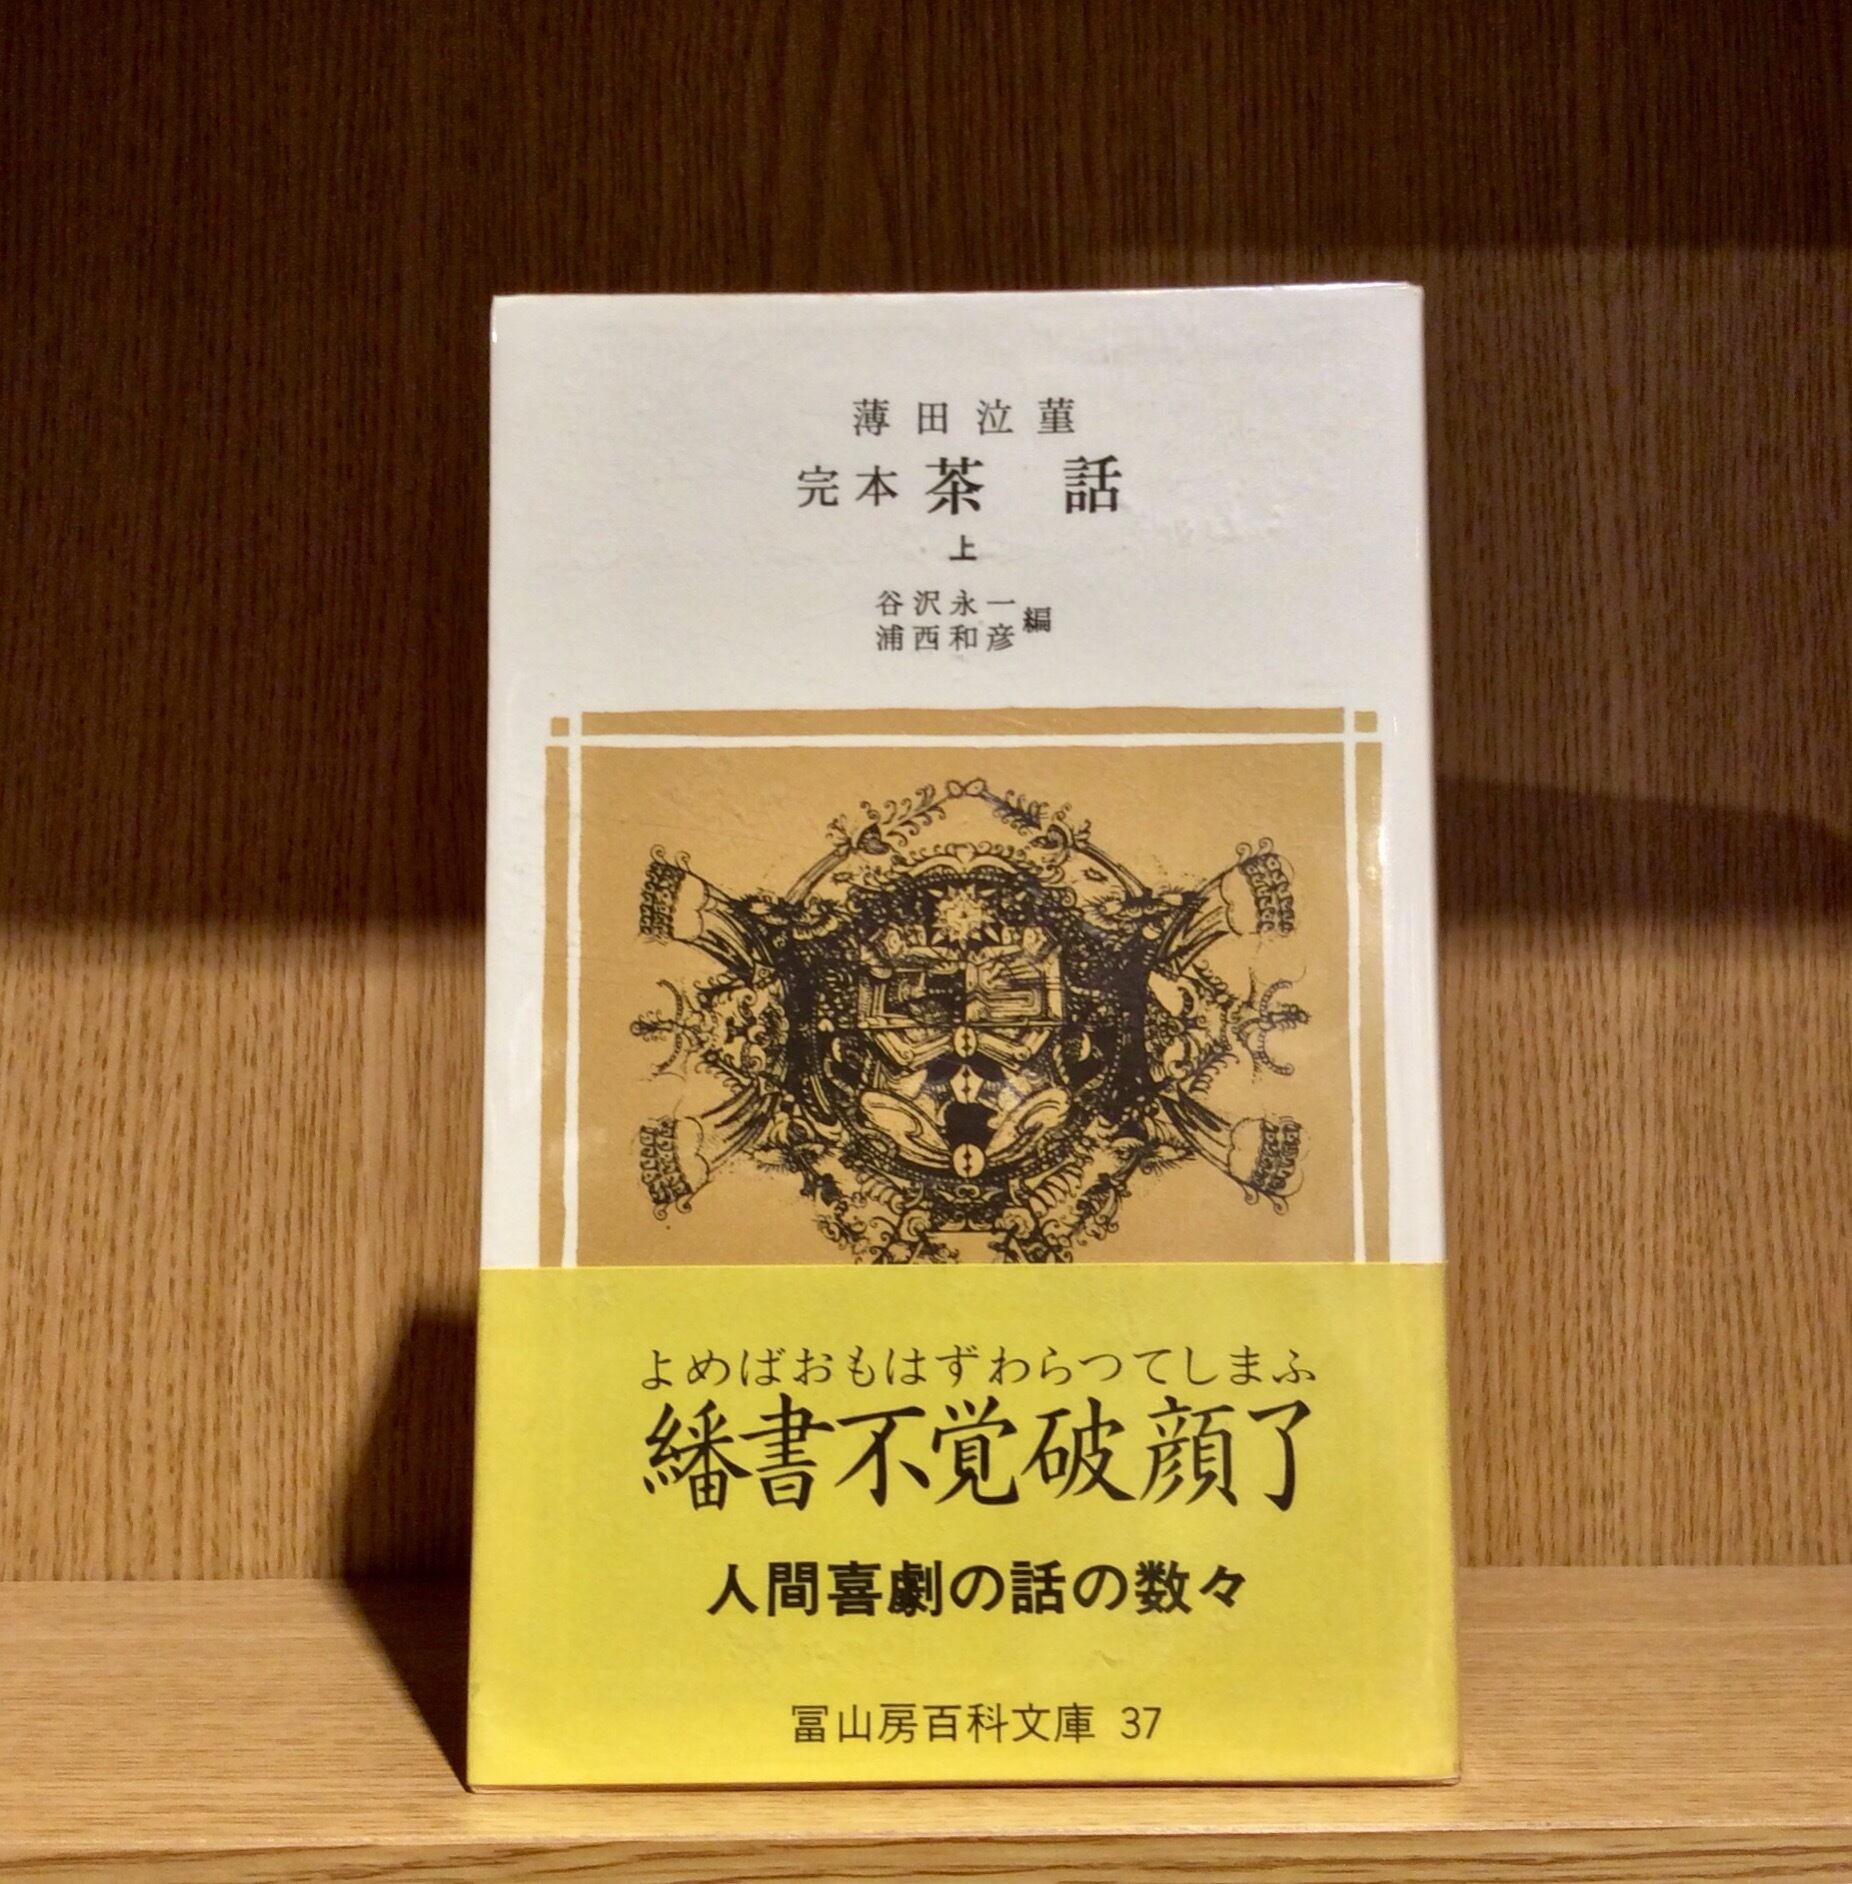 薄田泣菫
完本 茶話
上
谷沢永一
浦西和彦 編
よめばおもはずわらつてしまふ
繙書不覚破顔了
人間喜劇の話の数々
冨山房百科文庫 37